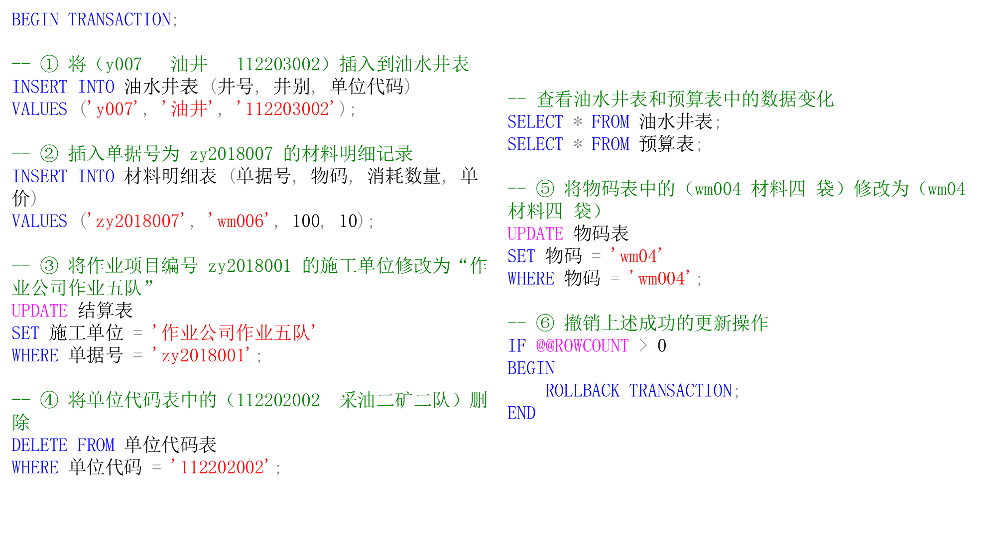 BEGIN TRANSACTION;
-- ① 将（y007   油井   112203002）插入到油水井表
INSERT INTO 油水井表 (井号, 井别, 单位代码)
VALUES ('y007', '油井', '112203002');
-- ② 插入单据号为 zy2018007 的材料明细记录
INSERT INTO 材料明细表 (单据号, 物码, 消耗数量, 单
价)
VALUES ('zy2018007', 'wm006', 100, 10);
-- ③ 将作业项目编号 zy2018001 的施工单位修改为“作
业公司作业五队”
UPDATE 结算表
SET 施工单位 = '作业公司作业五队'
WHERE 单据号 = 'zy2018001';
-- ④ 将单位代码表中的（112202002  采油二矿二队）删
除
DELETE FROM 单位代码表
WHERE 单位代码 = '112202002';
-- 查看油水井表和预算表中的数据变化
SELECT * FROM 油水井表;
SELECT * FROM 预算表;
-- ⑤ 将物码表中的（wm004 材料四 袋）修改为（wm04
材料四 袋）
UPDATE 物码表
SET 物码 = 'wm04'
WHERE 物码 = 'wm004';
-- ⑥ 撤销上述成功的更新操作
IF @@ROWCOUNT > 0
BEGIN
    ROLLBACK TRANSACTION;
END